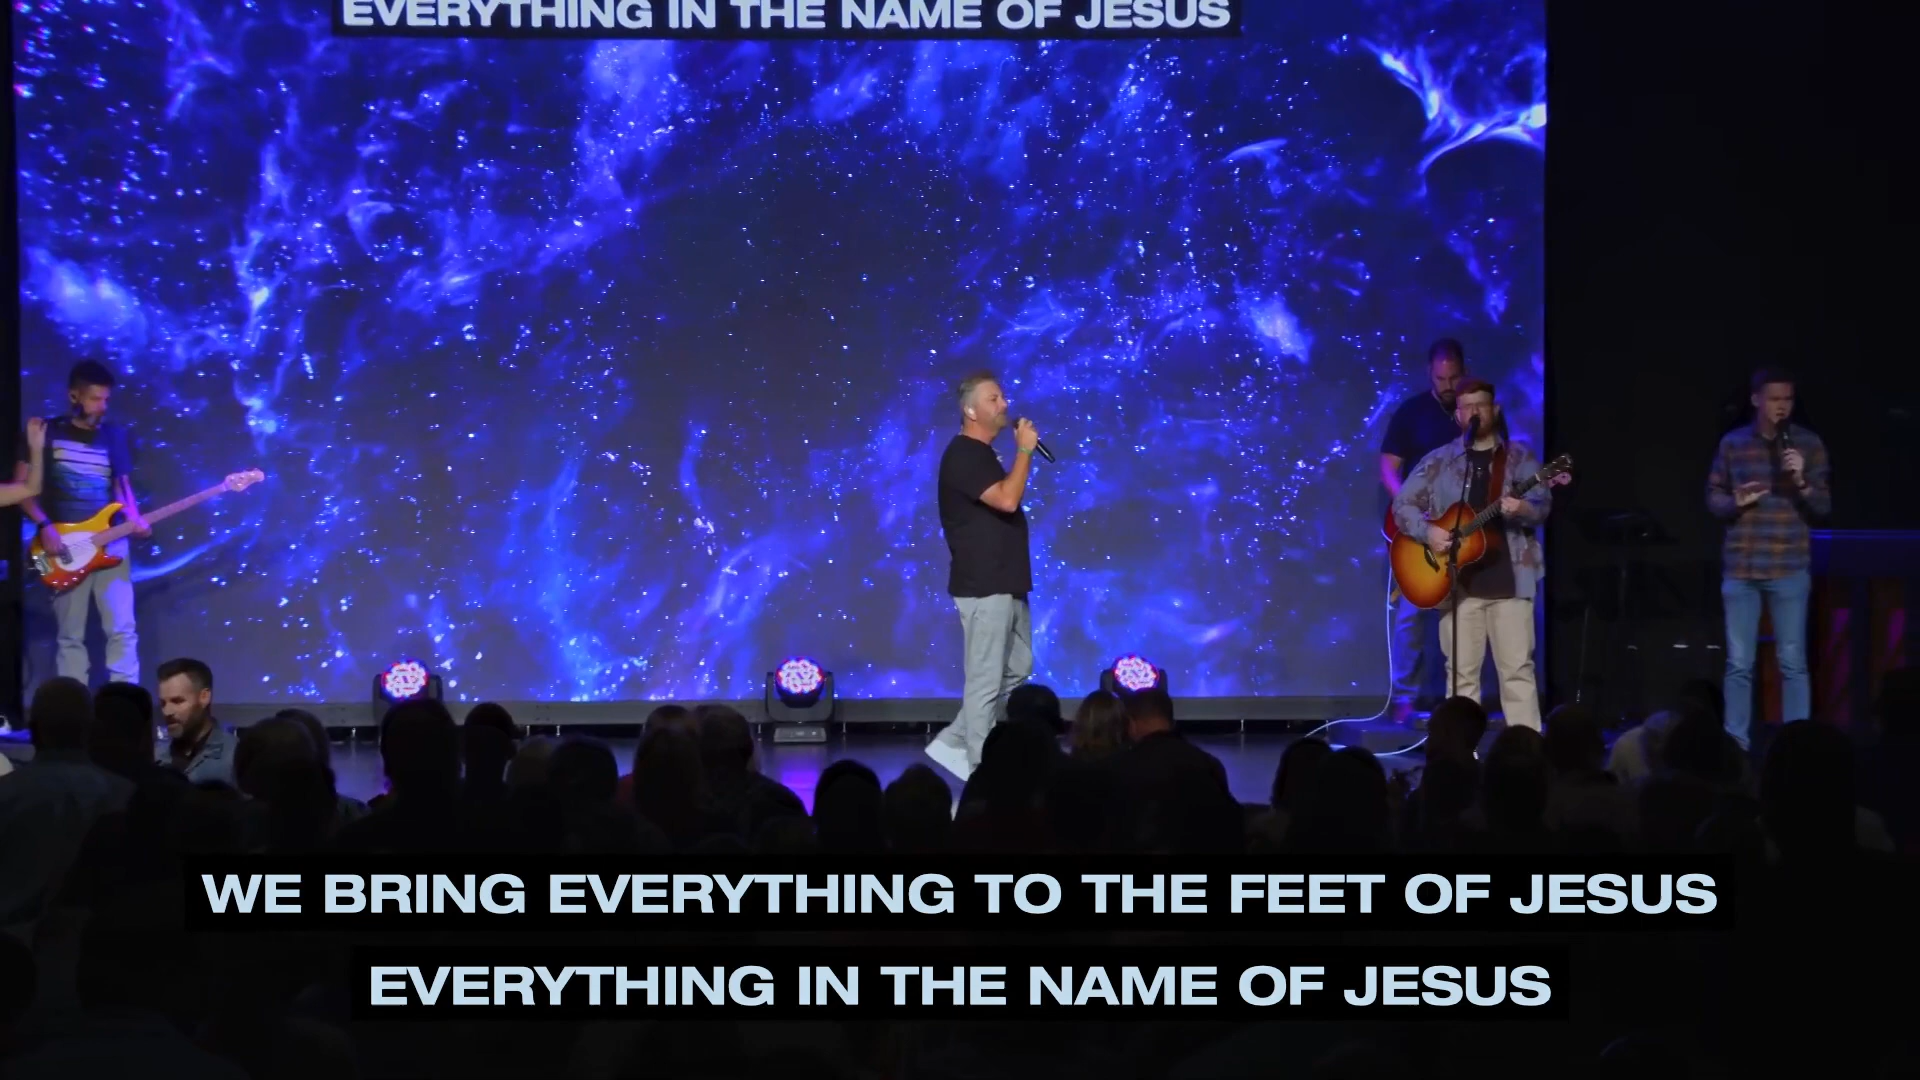 EVERYTHING IN THE NAME OF JESUS
WE BRING EVERYTHING TO THE FEET OF JESUS
EVERYTHING IN THE NAME OF JESUS